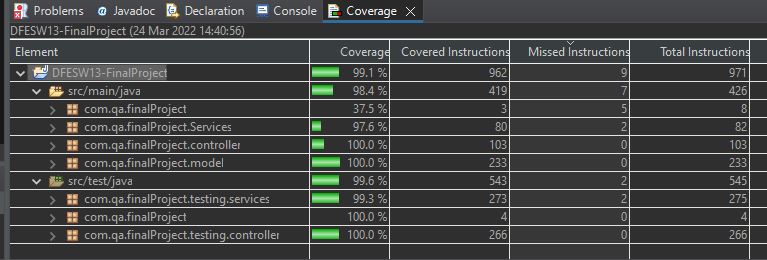 Problems Javadoc Declaration Console Coverage
DFESW13-FinalProject (24 Mar 2022 14:40:56)
Element Coverage Covered Instructions Missed Instructions Total Instructions
DFESW13-FinalProject 99.1 % 962 9 971
src/main/java 98.4 % 419 7 426
com.qa.finalProject 37.5 % 3 5 8
com.qa.finalProject.Services 97.6 % 80 2 82
com.qa.finalProject.controller 100.0 % 103 0 103
com.qa.finalProject.model 100.0 % 233 0 233
src/test/java 99.6 % 543 2 545
com.qa.finalProject.testing.services 99.3 % 273 2 275
com.qa.finalProject 100.0 % 4 0 4
com.qa.finalProject.testing.controller 100.0 % 266 0 266